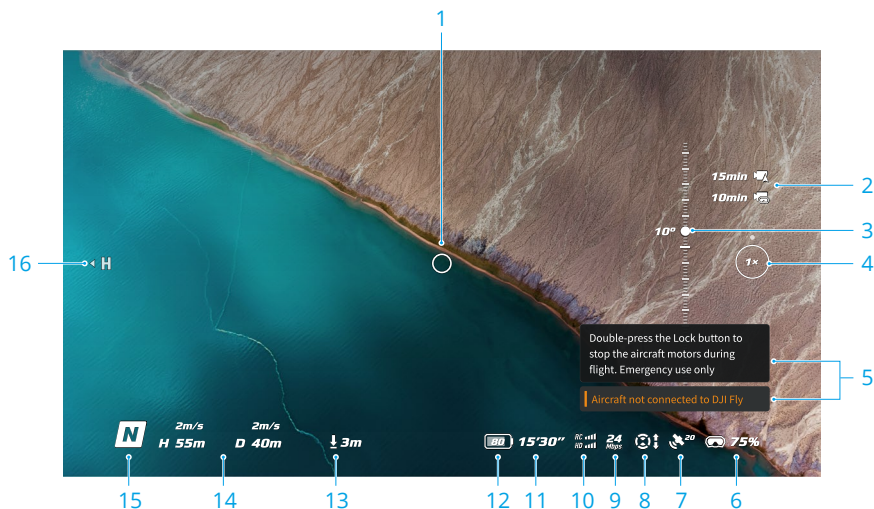 1
15min
2
10min
10°
3
16
H
1×
4
Double-press the Lock button to
stop the aircraft motors during
flight. Emergency use only
5
Aircraft not connected to DJI Fly
N
2m/s
2m/s
H 55m
D 40m
3m
80
15'30"
RC
HD
24
Mbps
20
75%
15
14
13
12
11
10
9
8
7
6